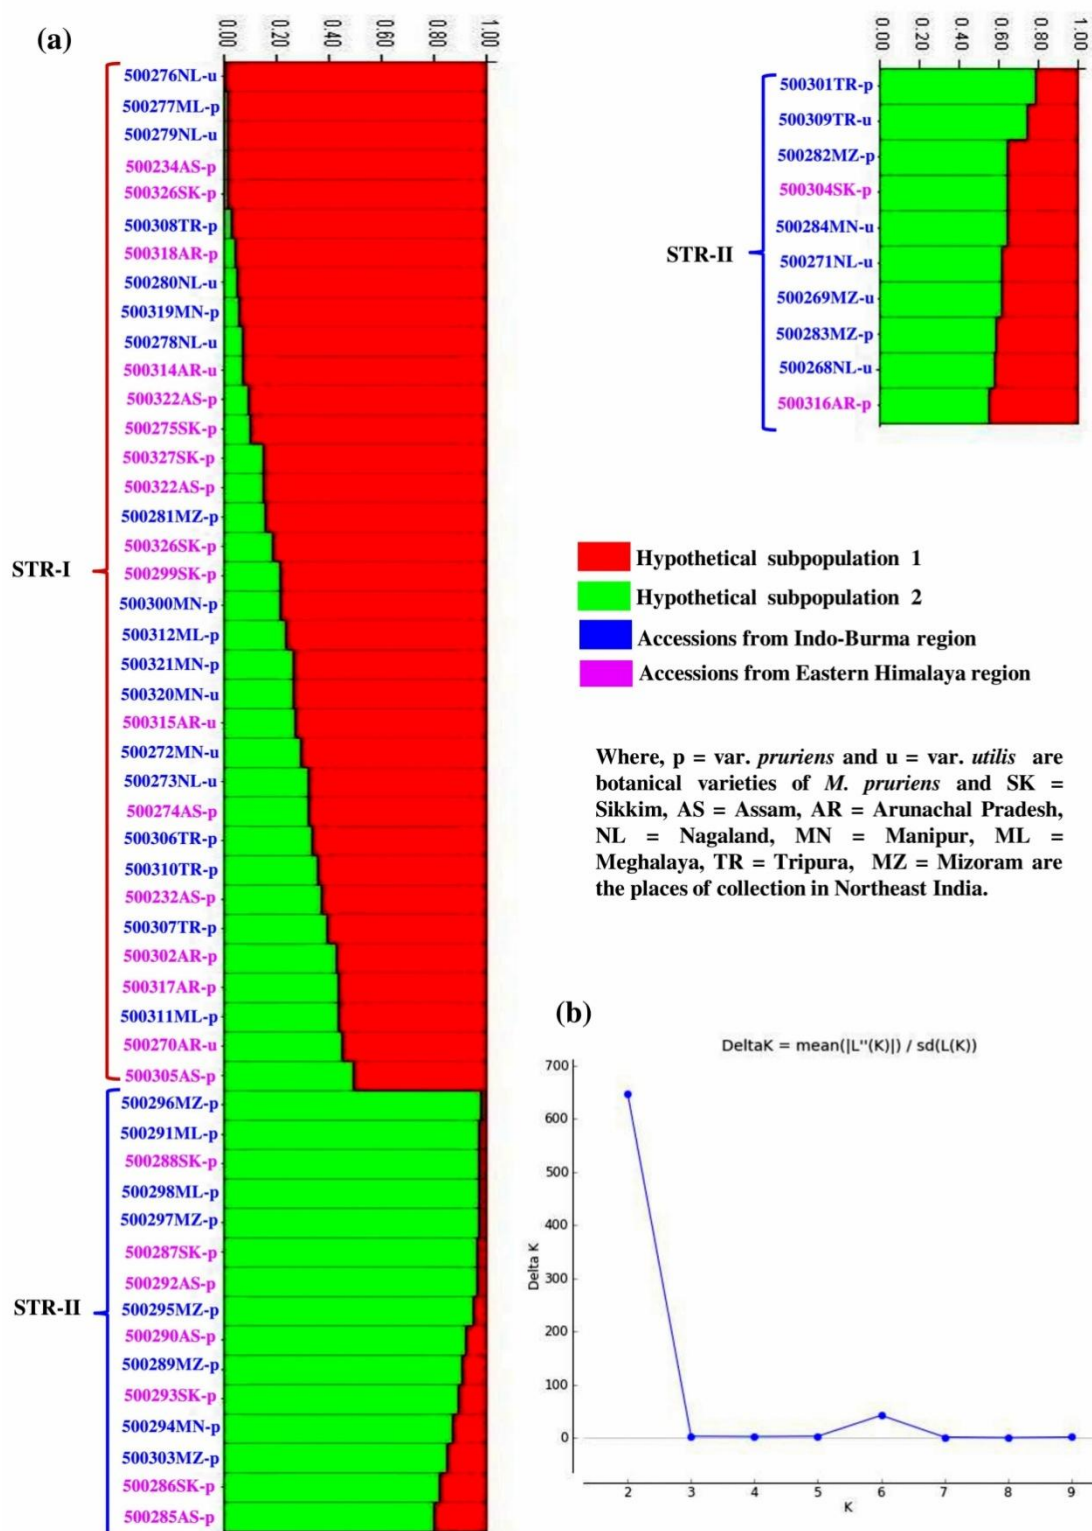 (a)
0.00
0.20
0.40
0.60
0.80
1.00
500276NL-u
500277ML-p
500279NL-u
500234AS-p
500326SK-p
500308TR-p
500318AR-p
500280NL-u
500319MN-p
500278NL-u
500314AR-u
500322AS-p
500275SK-p
500327SK-p
500322AS-p
500281MZ-p
500326SK-p
500299SK-p
500300MN-p
500312ML-p
500321MN-p
500320MN-u
500315AR-u
500272MN-u
500273NL-u
500274AS-p
500306TR-p
500310TR-p
500232AS-p
500307TR-p
500302AR-p
500317AR-p
500311ML-p
500270AR-u
500305AS-p
STR-I
500296MZ-p
500291ML-p
500288SK-p
500298ML-p
500297MZ-p
500287SK-p
500292AS-p
500295MZ-p
500290AS-p
500289MZ-p
500293SK-p
500294MN-p
500303MZ-p
500286SK-p
500285AS-p
STR-II
0.00
0.20
0.40
0.60
0.80
1.00
500301TR-p
500309TR-u
500282MZ-p
500304SK-p
500284MN-u
500271NL-u
500269MZ-u
500283MZ-p
500268NL-u
500316AR-p
STR-II
Hypothetical subpopulation 1
Hypothetical subpopulation 2
Accessions from Indo-Burma region
Accessions from Eastern Himalaya region
Where, p = var. pruriens and u = var. utilis are
botanical varieties of M. pruriens and SK =
Sikkim, AS = Assam, AR = Arunachal Pradesh,
NL = Nagaland, MN = Manipur, ML =
Meghalaya, TR = Tripura, MZ = Mizoram are
the places of collection in Northeast India.
(b)
DeltaK = mean(|L''(K)|) / sd(L(K))
700
600
500
400
300
200
100
0
Delta K
2 3 4 5 6 7 8 9
K